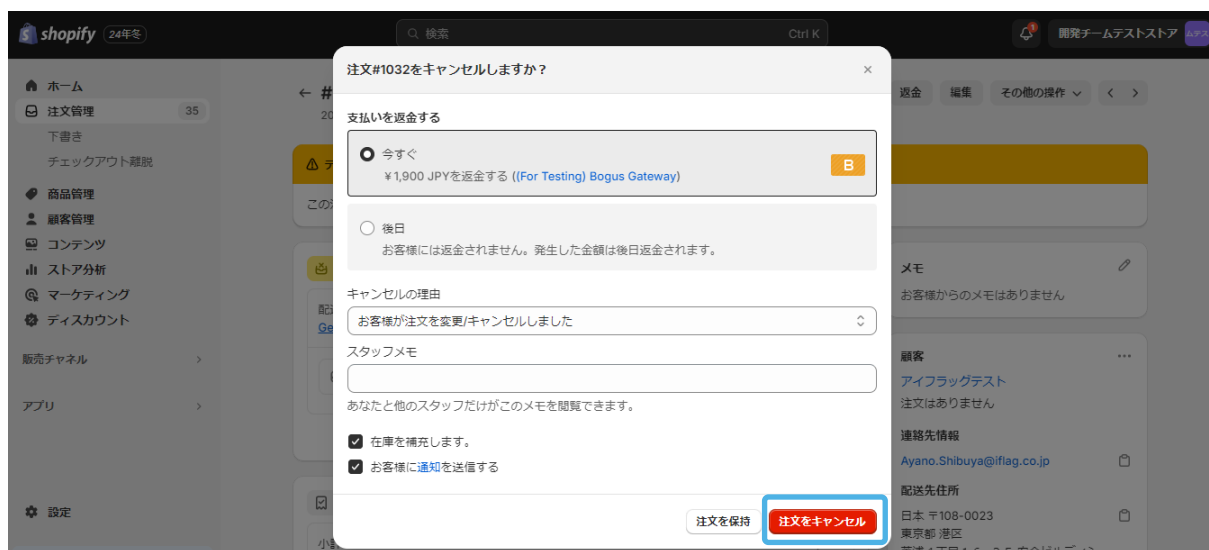 shopify 24年冬
検索 Ctrl K
開発チームテストストア
ホーム
注文管理 35
下書き
チェックアウト離脱
商品管理
顧客管理
コンテンツ
ストア分析
マーケティング
ディスカウント
販売チャネル
アプリ
設定
返金 編集 その他の操作
注文#1032をキャンセルしますか？
支払いを返金する
今すぐ
¥1,900 JPYを返金する ((For Testing) Bogus Gateway)
B
後日
お客様には返金されません。発生した金額は後日返金されます。
キャンセルの理由
お客様が注文を変更/キャンセルしました
スタッフメモ
あなたと他のスタッフだけがこのメモを閲覧できます。
在庫を補充します。
お客様に通知を送信する
注文を保持 注文をキャンセル
メモ
お客様からのメモはありません
顧客
アイフラッグテスト
注文はありません
連絡先情報
Ayano.Shibuya@iflag.co.jp
配送先住所
日本 〒108-0023
東京都 港区